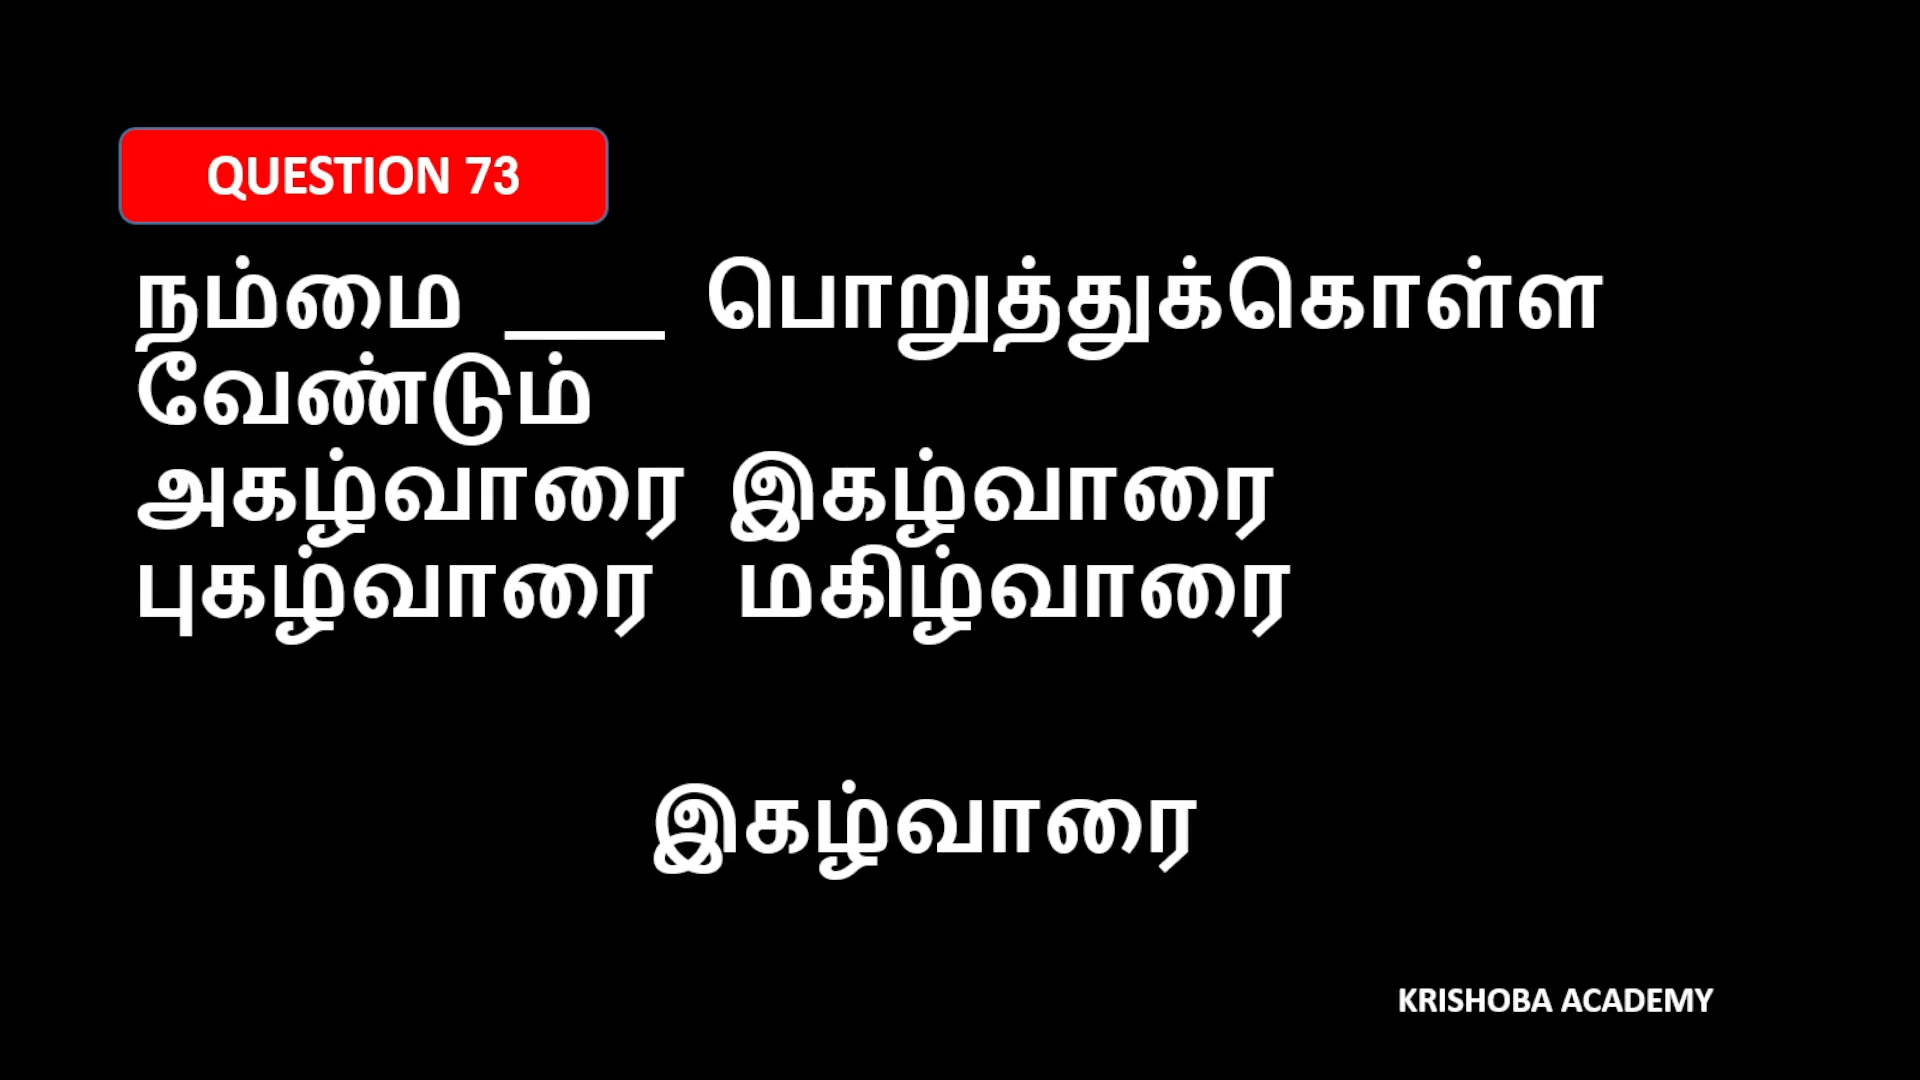 QUESTION 73
நம்மை ___ பொறுத்துக்கொள்ள
வேண்டும்
அகழ்வாரை இகழ்வாரை
புகழ்வாரை மகிழ்வாரை
இகழ்வாரை
KRISHOBA ACADEMY